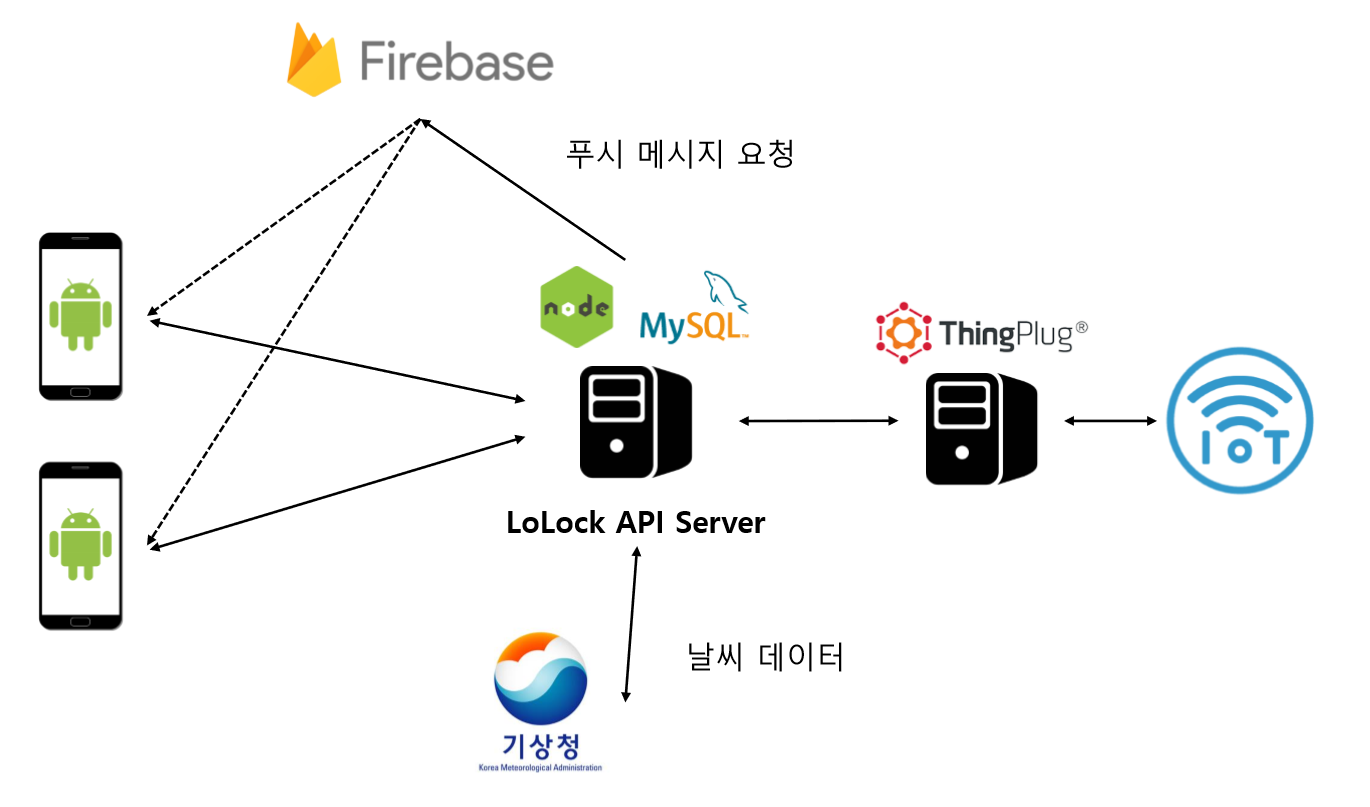 Firebase
푸시 메시지 요청
node
MySQL™
ThingPlug®
IoT
LoLock API Server
날씨 데이터
기상청
Korea Meteorological Administration